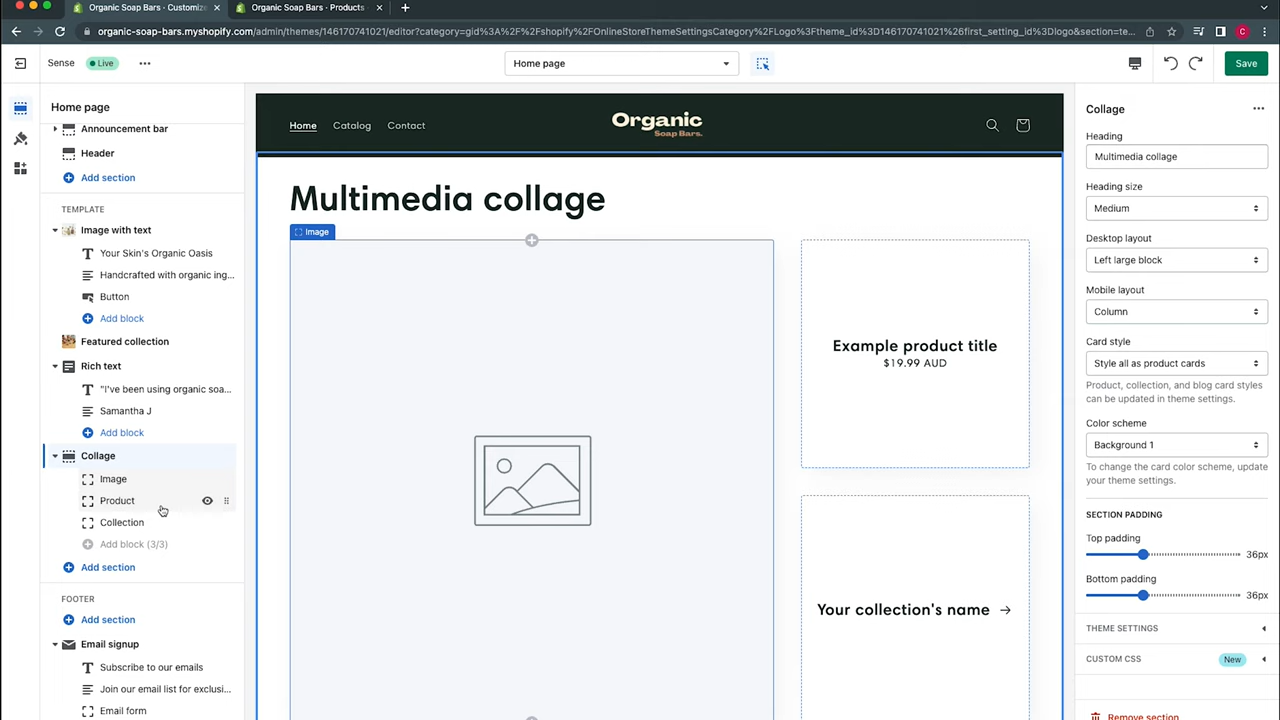 Organic Soap Bars - Customize
Organic Soap Bars - Products ·
organic-soap-bars.myshopify.com/admin/themes/146170741021/editor?category=gid%3A%2F%2Fshopify%2FOnlineStoreThemeSettingsCategory%2FLogo%3Ftheme_id%3D146170741021%26first_setting_id%3Dlogo&section=te...
C
Sense
Live
Home page
Save
Home page
Announcement bar
Header
Add section
TEMPLATE
Image with text
Your Skin's Organic Oasis
Handcrafted with organic ing...
Button
Add block
Featured collection
Rich text
"I've been using organic soa...
Samantha J
Add block
Collage
Image
Product
Collection
Add block (3/3)
Add section
FOOTER
Add section
Email signup
Subscribe to our emails
Join our email list for exclusi...
Email form
Home
Catalog
Contact
Organic
Soap Bars.
Multimedia collage
Image
Example product title
$19.99 AUD
Your collection's name
Collage
Heading
Multimedia collage
Heading size
Medium
Desktop layout
Left large block
Mobile layout
Column
Card style
Style all as product cards
Product, collection, and blog card styles
can be updated in theme settings.
Color scheme
Background 1
To change the card color scheme, update
your theme settings.
SECTION PADDING
Top padding
36px
Bottom padding
36px
THEME SETTINGS
CUSTOM CSS
New
Remove section